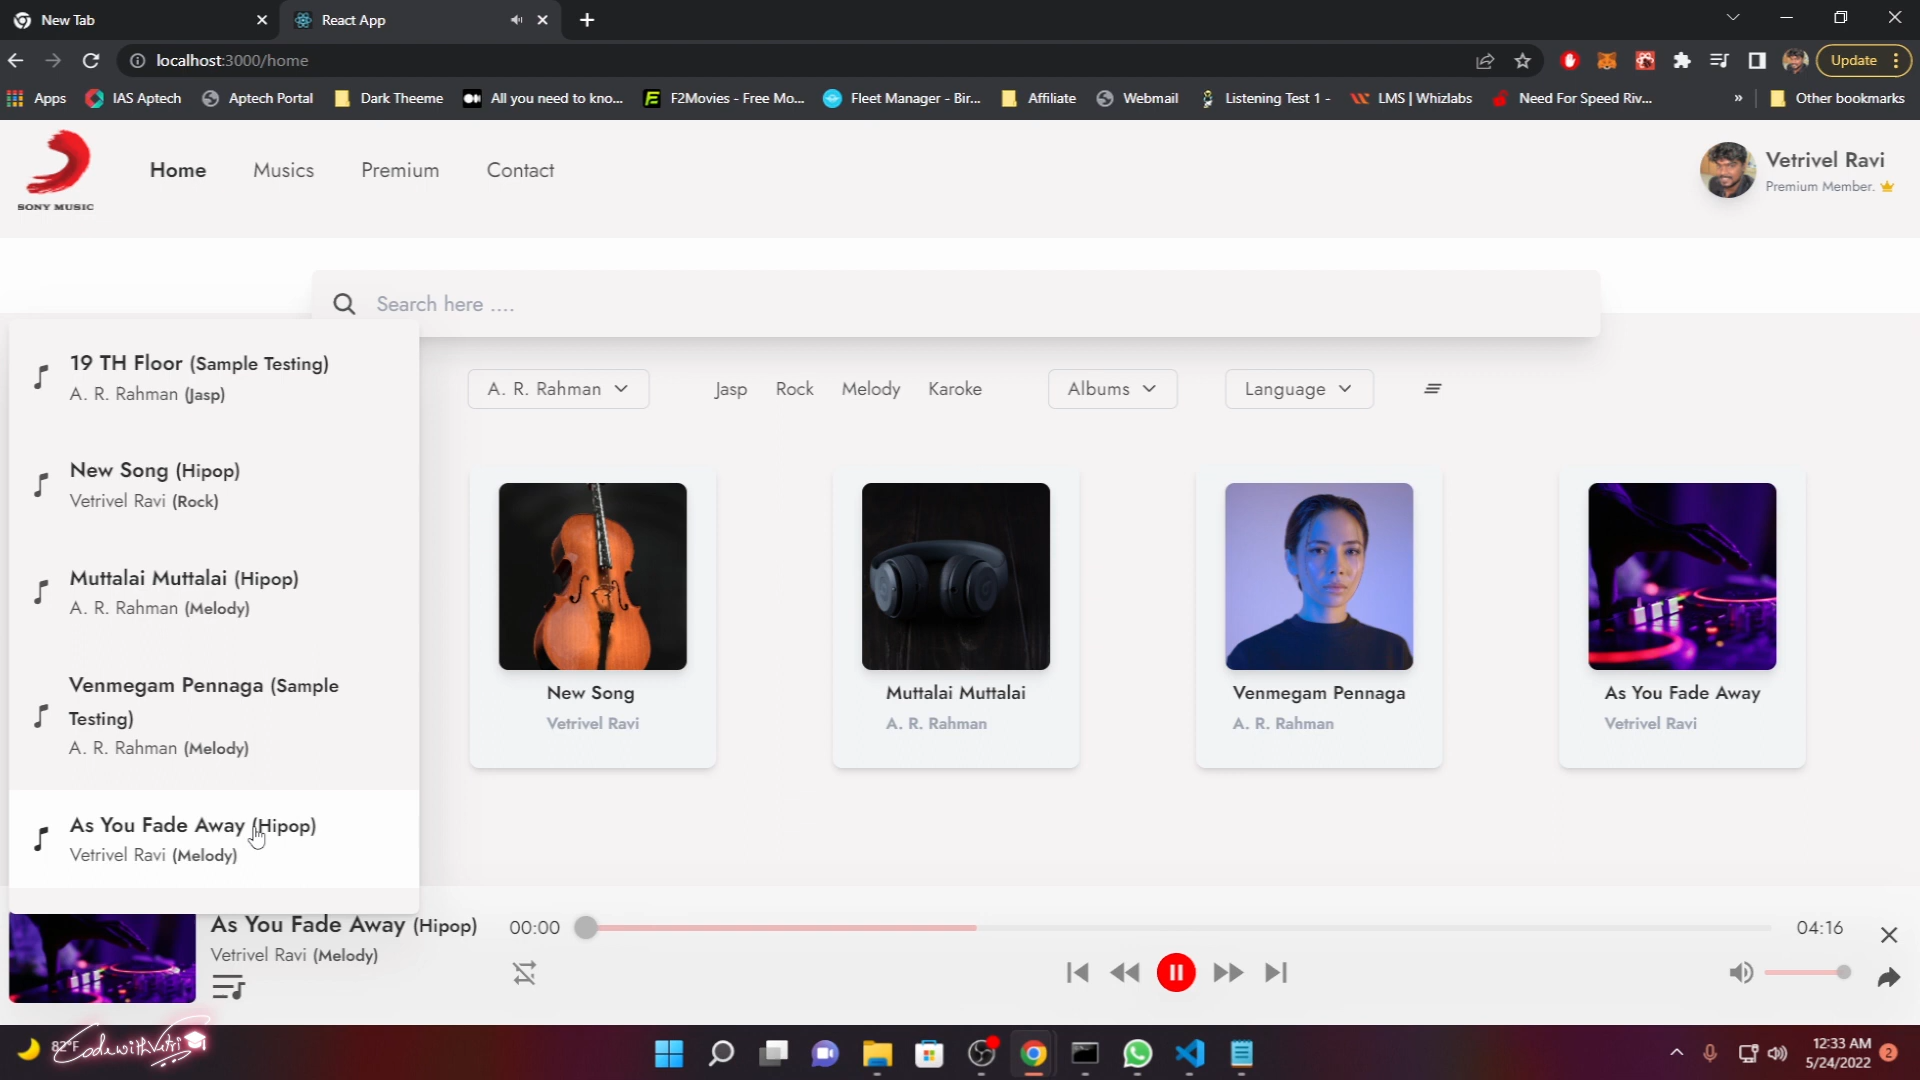 New Tab
React App
localhost:3000/home
Update
Apps
IAS Aptech
Aptech Portal
Dark Theeme
All you need to kno...
F2Movies - Free Mo...
Fleet Manager - Bir...
Affiliate
Webmail
Listening Test 1 -
LMS | Whizlabs
Need For Speed Riv...
»
Other bookmarks
SONY MUSIC
Home
Musics
Premium
Contact
Vetrivel Ravi
Premium Member.
Search here ....
19 TH Floor (Sample Testing)
A. R. Rahman (Jasp)
New Song (Hipop)
Vetrivel Ravi (Rock)
Muttalai Muttalai (Hipop)
A. R. Rahman (Melody)
Venmegam Pennaga (Sample
Testing)
A. R. Rahman (Melody)
As You Fade Away (Hipop)
Vetrivel Ravi (Melody)
A. R. Rahman
Jasp
Rock
Melody
Karoke
Albums
Language
New Song
Vetrivel Ravi
Muttalai Muttalai
A. R. Rahman
Venmegam Pennaga
A. R. Rahman
As You Fade Away
Vetrivel Ravi
As You Fade Away (Hipop)
Vetrivel Ravi (Melody)
00:00
04:16
82°F
CodewithVetri
12:33 AM
5/24/2022
2